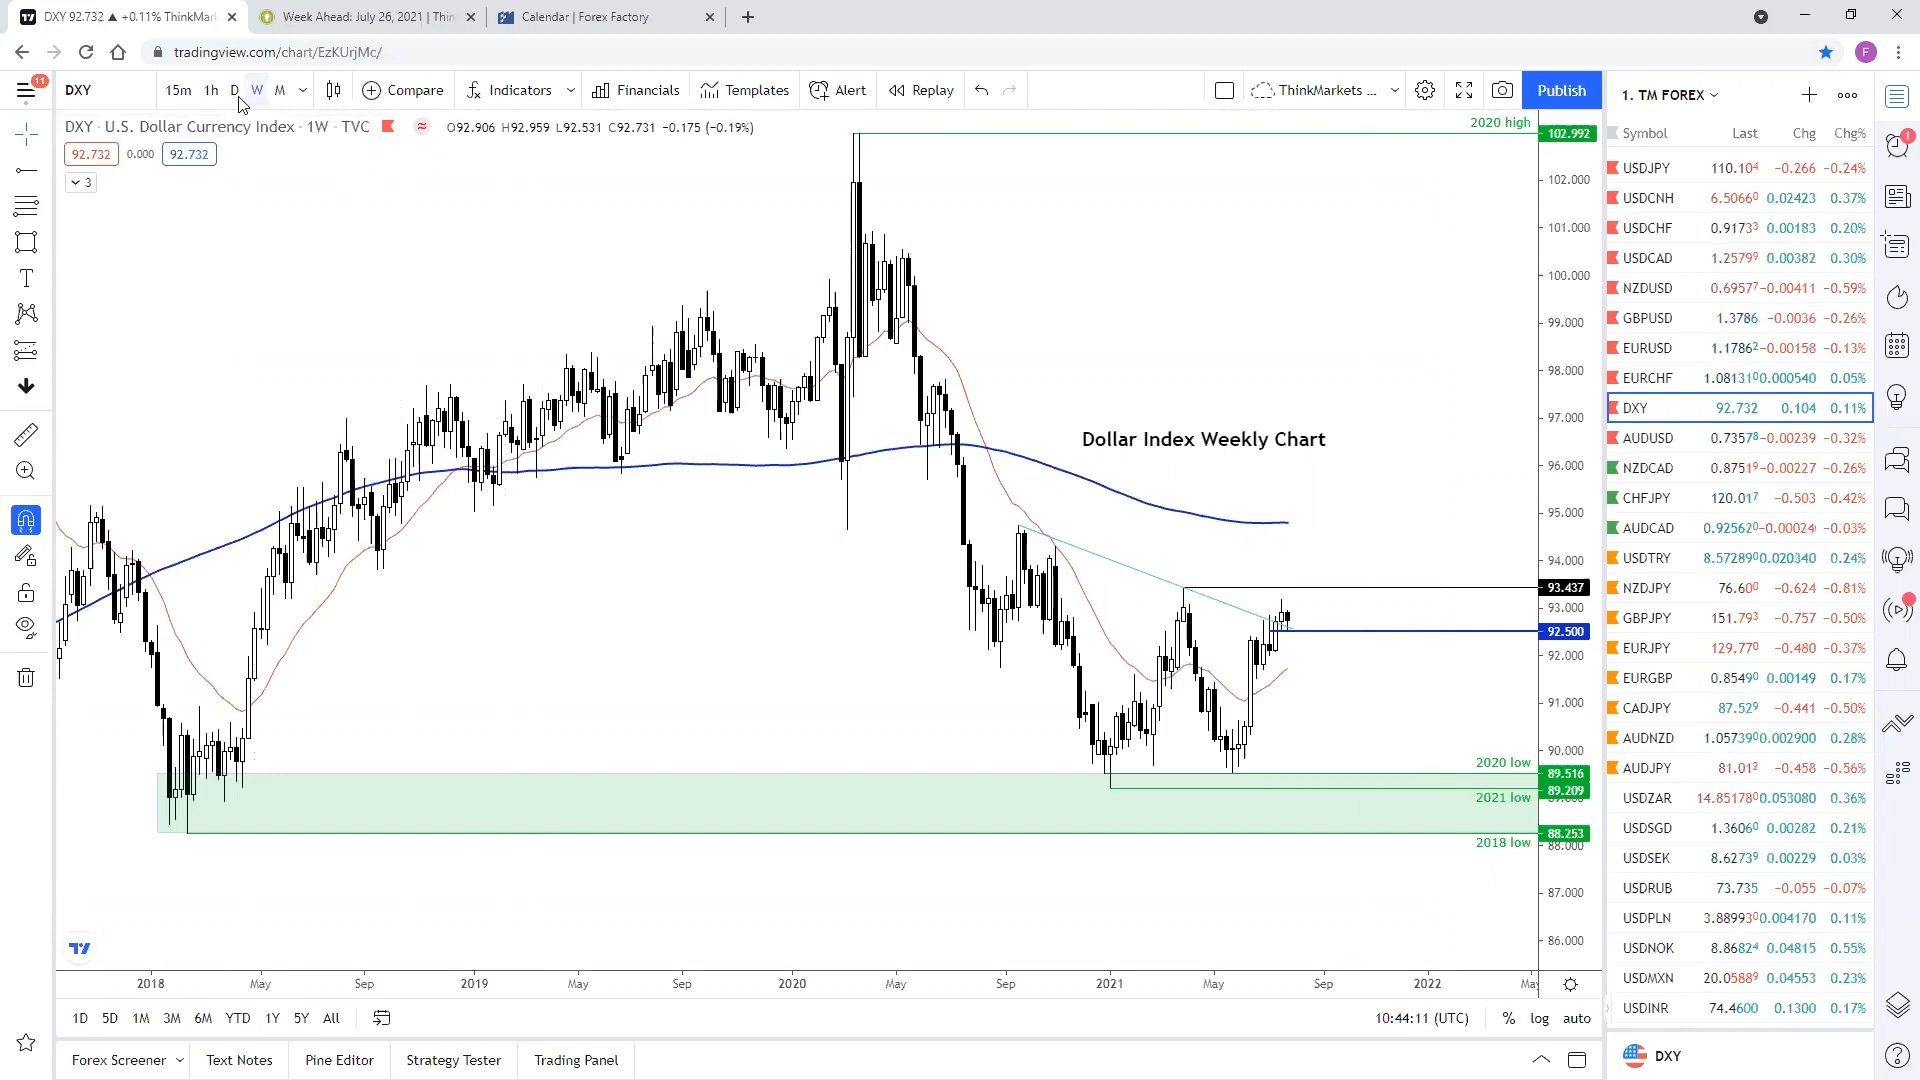 DXY 92.732 ▲ +0.11% ThinkMar
Week Ahead: July 26, 2021 | Thin
Calendar | Forex Factory
tradingview.com/chart/EzKUrjMc/
F
11
DXY
15m 1h D W M
Compare
Indicators
Financials
Templates
Alert
Replay
ThinkMarkets ...
Publish
DXY · U.S. Dollar Currency Index · 1W · TVC
O92.906 H92.959 L92.531 C92.731 −0.175 (−0.19%)
92.732 0.000 92.732
3
2020 high
102.992
102.000
101.000
100.000
99.000
98.000
97.000
96.000
95.000
94.000
93.437
93.000
92.500
92.000
91.000
90.000
2020 low
89.516
89.209
2021 low
88.253
2018 low
88.000
87.000
86.000
Dollar Index Weekly Chart
2018 May Sep 2019 May Sep 2020 May Sep 2021 May Sep 2022 May
1D 5D 1M 3M 6M YTD 1Y 5Y All
10:44:11 (UTC) % log auto
Forex Screener Text Notes Pine Editor Strategy Tester Trading Panel
1. TM FOREX
Symbol Last Chg Chg%
USDJPY 110.104 −0.266 −0.24%
USDCNH 6.50660 0.02423 0.37%
USDCHF 0.91733 0.00183 0.20%
USDCAD 1.25799 0.00382 0.30%
NZDUSD 0.69577 −0.00411 −0.59%
GBPUSD 1.3786 −0.0036 −0.26%
EURUSD 1.17862 −0.00158 −0.13%
EURCHF 1.081310 0.000540 0.05%
DXY 92.732 0.104 0.11%
AUDUSD 0.73578 −0.00239 −0.32%
NZDCAD 0.87519 −0.00227 −0.26%
CHFJPY 120.017 −0.503 −0.42%
AUDCAD 0.925620 −0.00024 −0.03%
USDTRY 8.572890 0.020340 0.24%
NZDJPY 76.600 −0.624 −0.81%
GBPJPY 151.793 −0.757 −0.50%
EURJPY 129.770 −0.480 −0.37%
EURGBP 0.85490 0.00149 0.17%
CADJPY 87.529 −0.441 −0.50%
AUDNZD 1.057390 0.002900 0.28%
AUDJPY 81.012 −0.458 −0.56%
USDZAR 14.851780 0.053080 0.36%
USDSGD 1.36060 0.00282 0.21%
USDSEK 8.62739 0.00229 0.03%
USDRUB 73.735 −0.055 −0.07%
USDPLN 3.889930 0.004170 0.11%
USDNOK 8.86824 0.04815 0.55%
USDMXN 20.05889 0.04553 0.23%
USDINR 74.4600 0.1300 0.17%
DXY
1